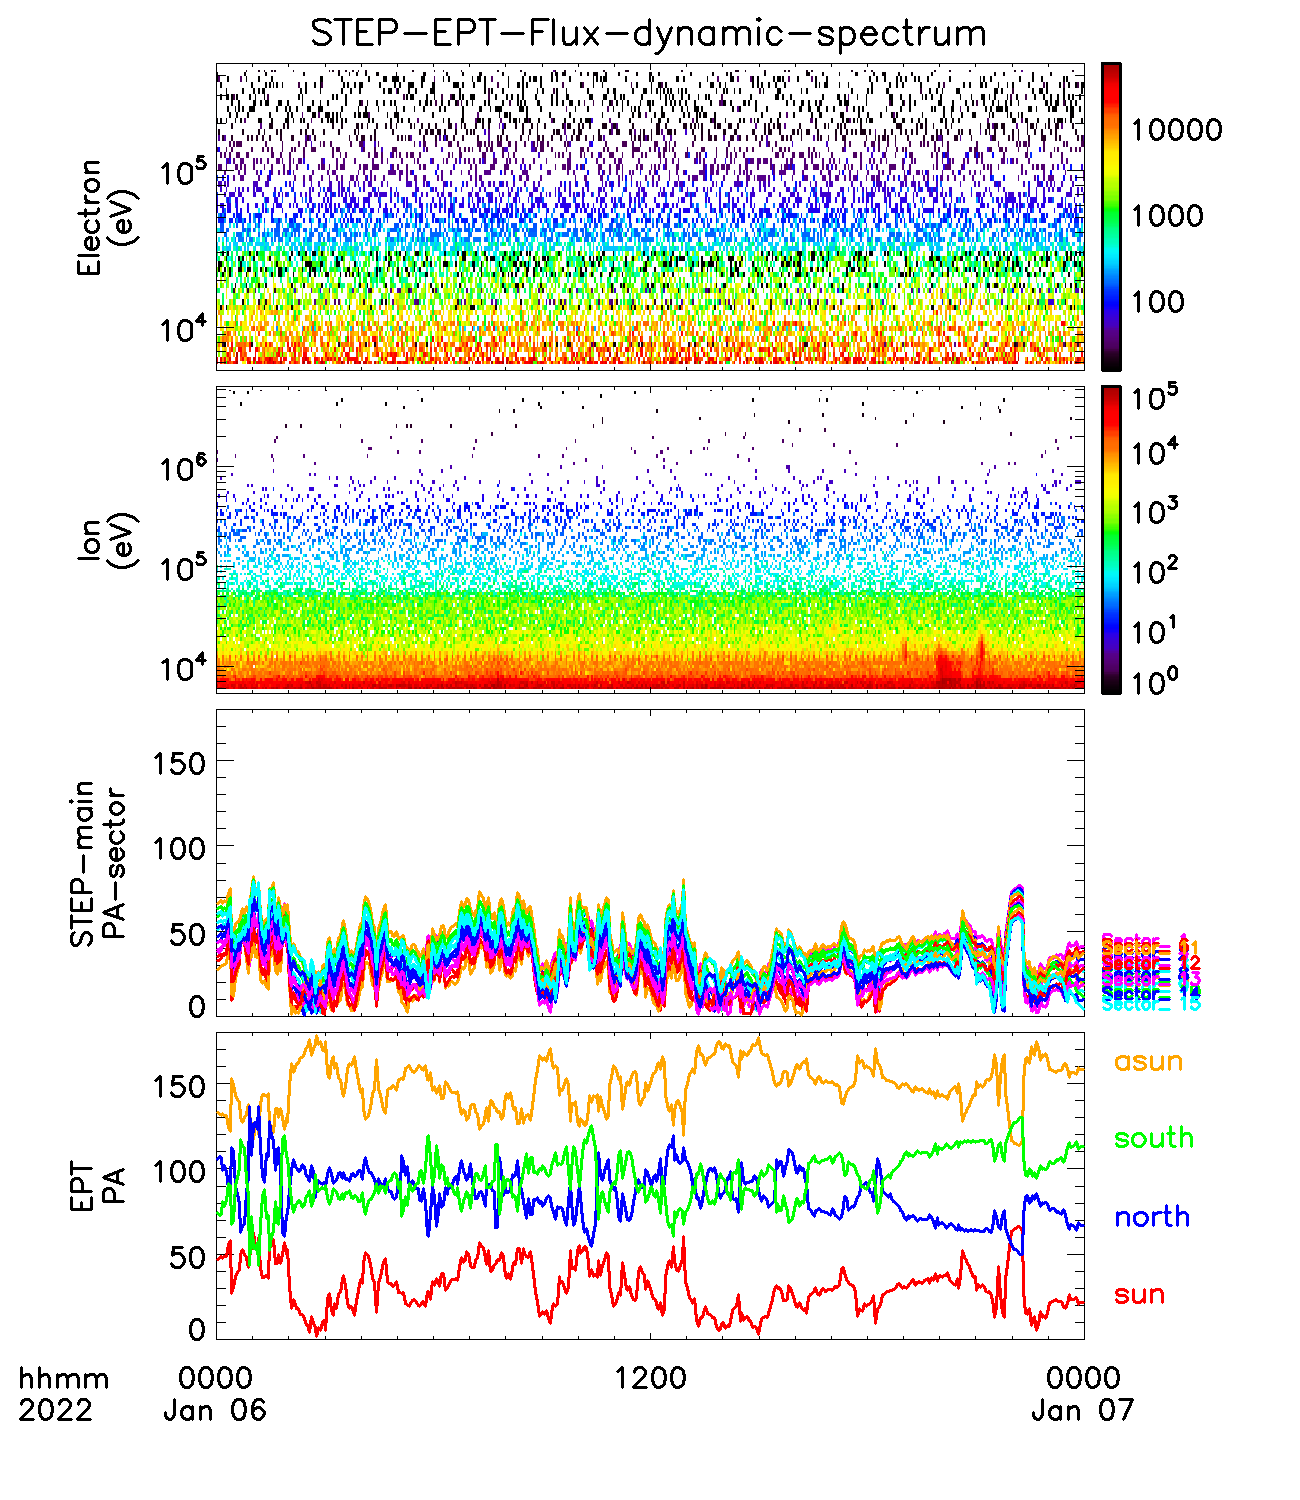 STEP-EPT-Flux-dynamic-spectrum
Electron
(eV)
10^5
10^4
10000
1000
100
Ion
(eV)
10^6
10^5
10^4
10^5
10^4
10^3
10^2
10^1
10^0
STEP-main
PA-sector
150
100
50
0
EPT
PA
150
100
50
0
asun
south
north
sun
hhmm
2022
0000
Jan 06
1200
0000
Jan 07